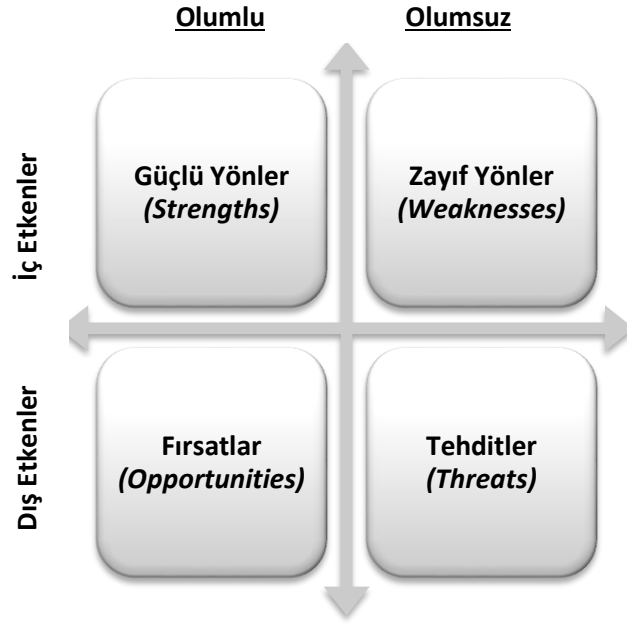 Olumlu
Olumsuz
İç Etkenler
Güçlü Yönler
(Strengths)
Zayıf Yönler
(Weaknesses)
Dış Etkenler
Fırsatlar
(Opportunities)
Tehditler
(Threats)